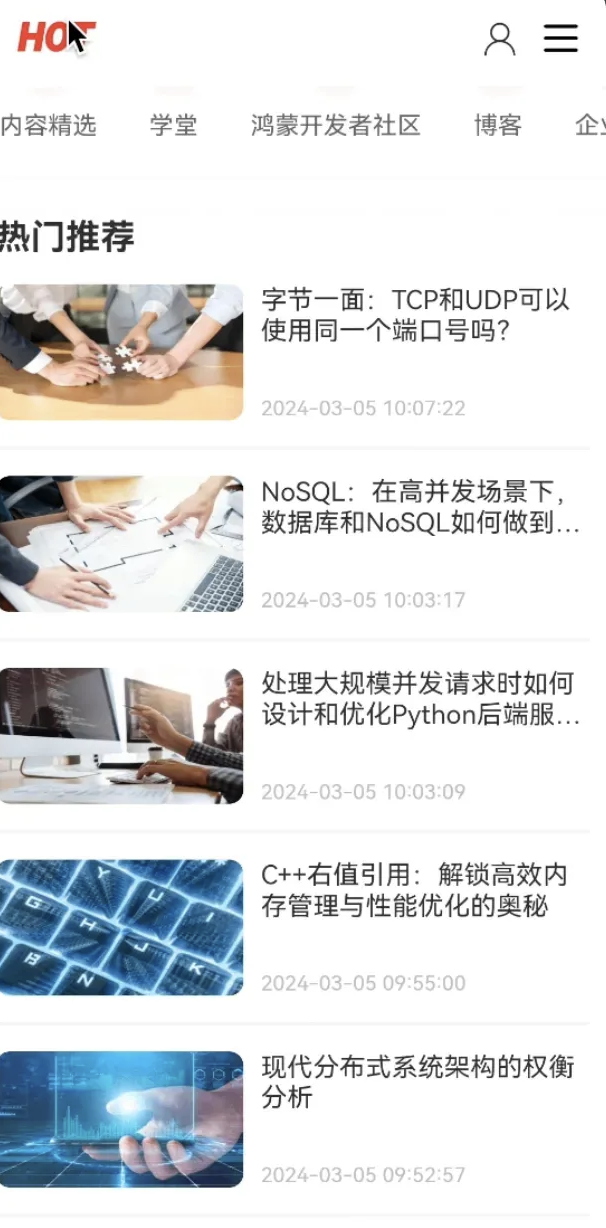 HOT
内容精选 学堂 鸿蒙开发者社区 博客 企业
热门推荐
字节一面：TCP和UDP可以
使用同一个端口号吗？
2024-03-05 10:07:22
NoSQL：在高并发场景下，
数据库和NoSQL如何做到...
2024-03-05 10:03:17
处理大规模并发请求时如何
设计和优化Python后端服...
2024-03-05 10:03:09
C++右值引用：解锁高效内
存管理与性能优化的奥秘
2024-03-05 09:55:00
现代分布式系统架构的权衡
分析
2024-03-05 09:52:57